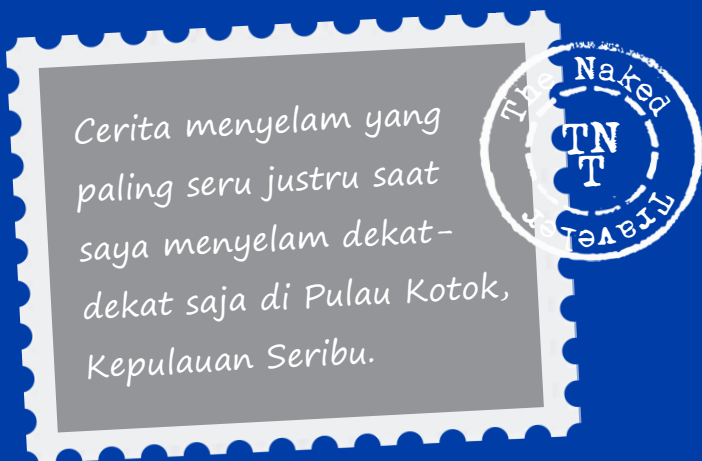 Cerita menyelam yang
paling seru justru saat
saya menyelam dekat-
dekat saja di Pulau Kotok,
Kepulauan Seribu.
The Naked
TN
T
Traveler